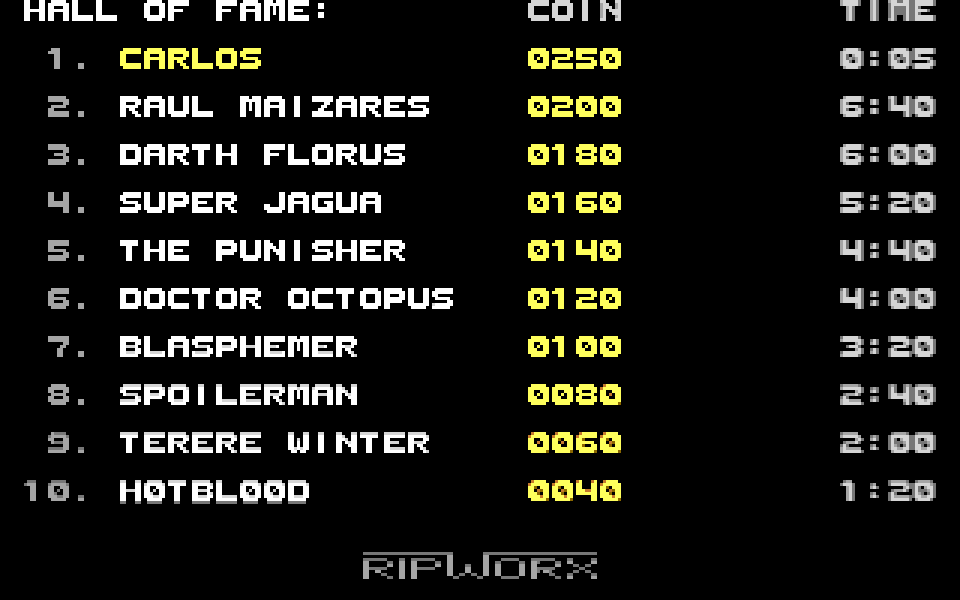 HALL OF FAME: COIN TIME
1. CARLOS 0250 0:05
2. RAUL MAIZARES 0200 6:40
3. DARTH FLORUS 0180 6:00
4. SUPER JAGUA 0160 5:20
5. THE PUNISHER 0140 4:40
6. DOCTOR OCTOPUS 0120 4:00
7. BLASPHEMER 0100 3:20
8. SPOILERMAN 0080 2:40
9. TERERE WINTER 0060 2:00
10. H0TBL00D 0040 1:20
RIPWORX